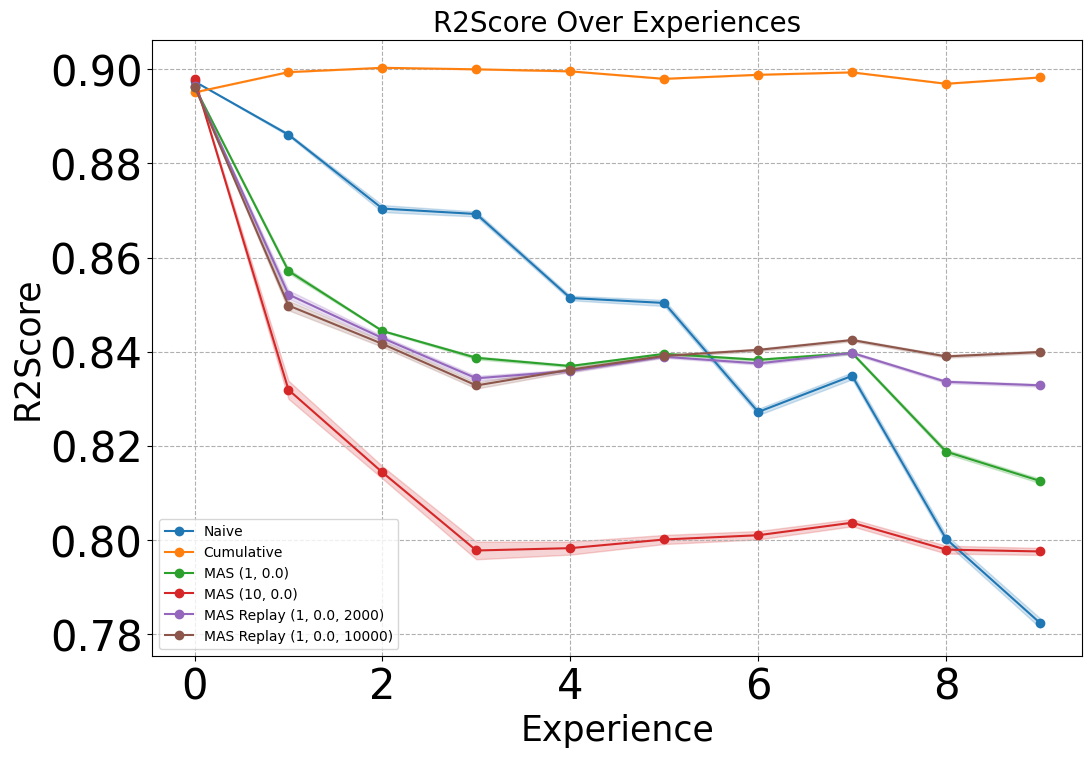 R2Score Over Experiences
R2Score
0.90
0.88
0.86
0.84
0.82
0.80
0.78
Naive
Cumulative
MAS (1, 0.0)
MAS (10, 0.0)
MAS Replay (1, 0.0, 2000)
MAS Replay (1, 0.0, 10000)
0 2 4 6 8
Experience